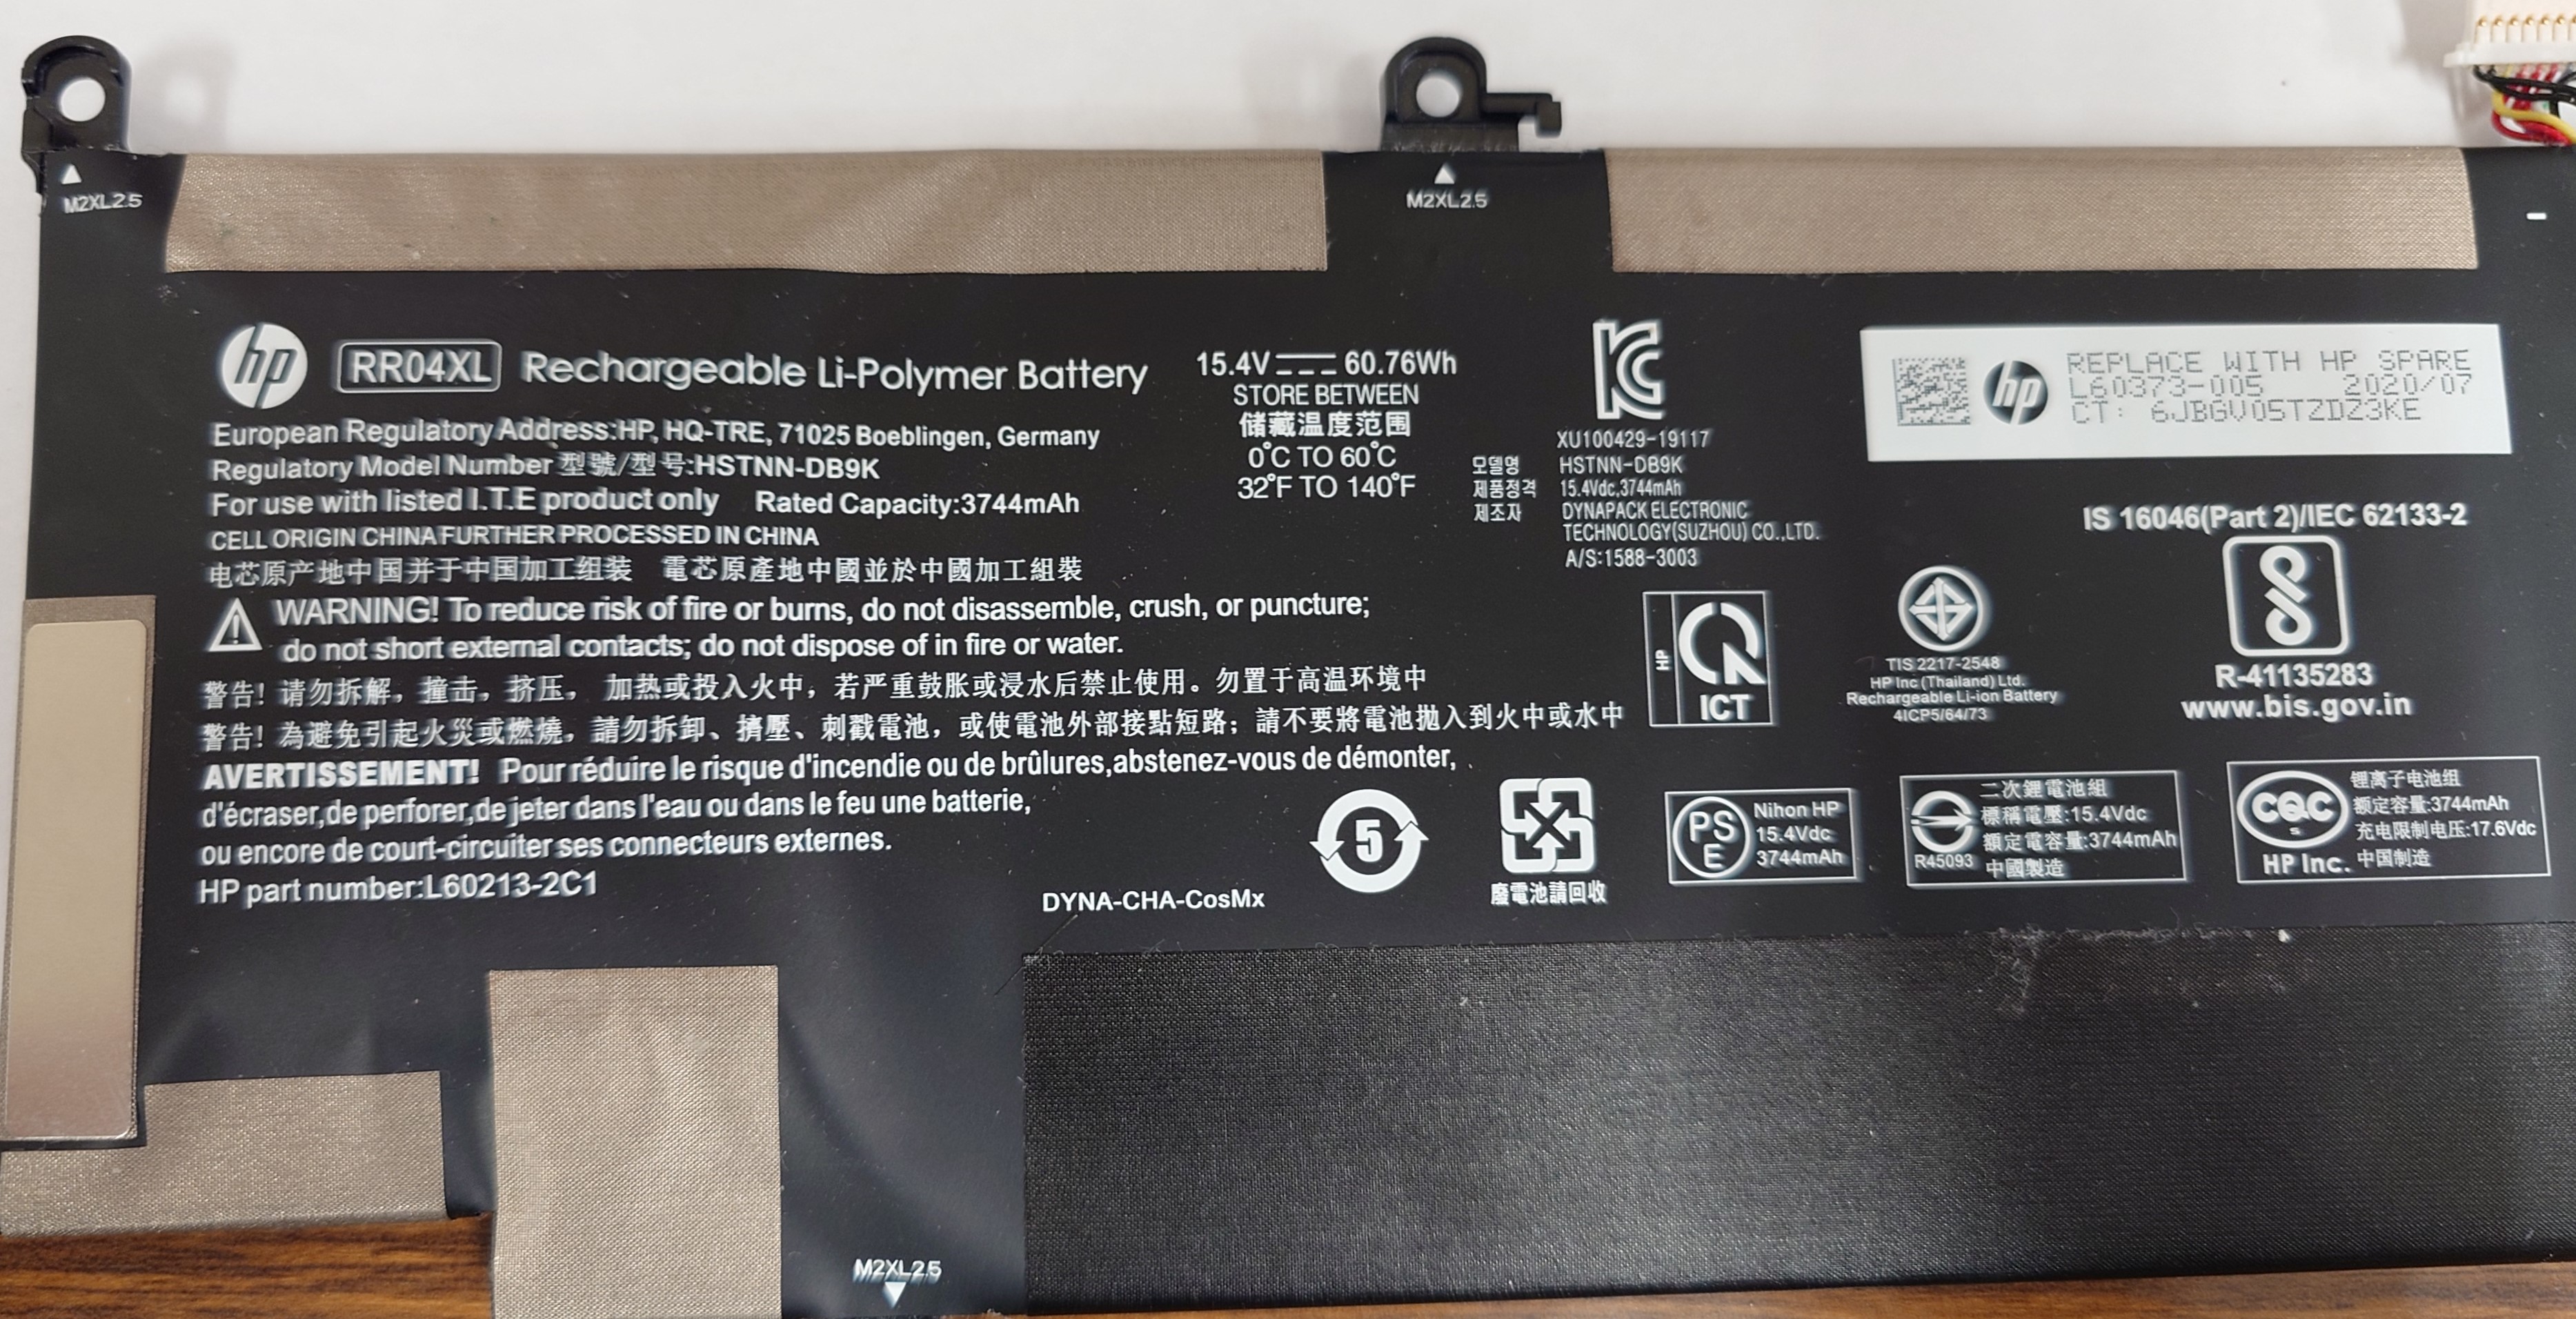 M2XL2.5
M2XL2.5
hp RR04XL Rechargeable Li-Polymer Battery
European Regulatory Address:HP, HQ-TRE, 71025 Boeblingen, Germany
Regulatory Model Number 型號/型号:HSTNN-DB9K
For use with listed I.T.E product only Rated Capacity:3744mAh
CELL ORIGIN CHINA FURTHER PROCESSED IN CHINA
电芯原产地中国并于中国加工组装 電芯原產地中國並於中國加工組裝
WARNING! To reduce risk of fire or burns, do not disassemble, crush, or puncture;
do not short external contacts; do not dispose of in fire or water.
警告! 请勿拆解，撞击，挤压， 加热或投入火中，若严重鼓胀或浸水后禁止使用。勿置于高温环境中
警告! 為避免引起火災或燃燒，請勿拆卸、擠壓、刺戳電池，或使電池外部接點短路；請不要將電池拋入到火中或水中
AVERTISSEMENT! Pour réduire le risque d'incendie ou de brûlures,abstenez-vous de démonter,
d'écraser,de perforer,de jeter dans l'eau ou dans le feu une batterie,
ou encore de court-circuiter ses connecteurs externes.
HP part number:L60213-2C1
DYNA-CHA-CosMx
15.4V 60.76Wh
STORE BETWEEN
储藏温度范围
0°C TO 60°C
32°F TO 140°F
XU100429-19117
모델명 HSTNN-DB9K
제품정격 15.4Vdc,3744mAh
제조자 DYNAPACK ELECTRONIC
TECHNOLOGY(SUZHOU) CO.,LTD.
A/S:1588-3003
hp REPLACE WITH HP SPARE
L60373-005 2020/07
CT: 6JBGV05TZDZ3KE
IS 16046(Part 2)/IEC 62133-2
R-41135283
www.bis.gov.in
HP
ICT
TIS 2217-2548
HP Inc (Thailand) Ltd.
Rechargeable Li-ion Battery
4ICP5/64/73
5
廢電池請回收
PS
E
Nihon HP
15.4Vdc
3744mAh
R45093
二次鋰電池組
標稱電壓:15.4Vdc
額定電容量:3744mAh
中國製造
CQC
S
HP Inc.
锂离子电池组
额定容量:3744mAh
充电限制电压:17.6Vdc
中国制造
M2XL2.5